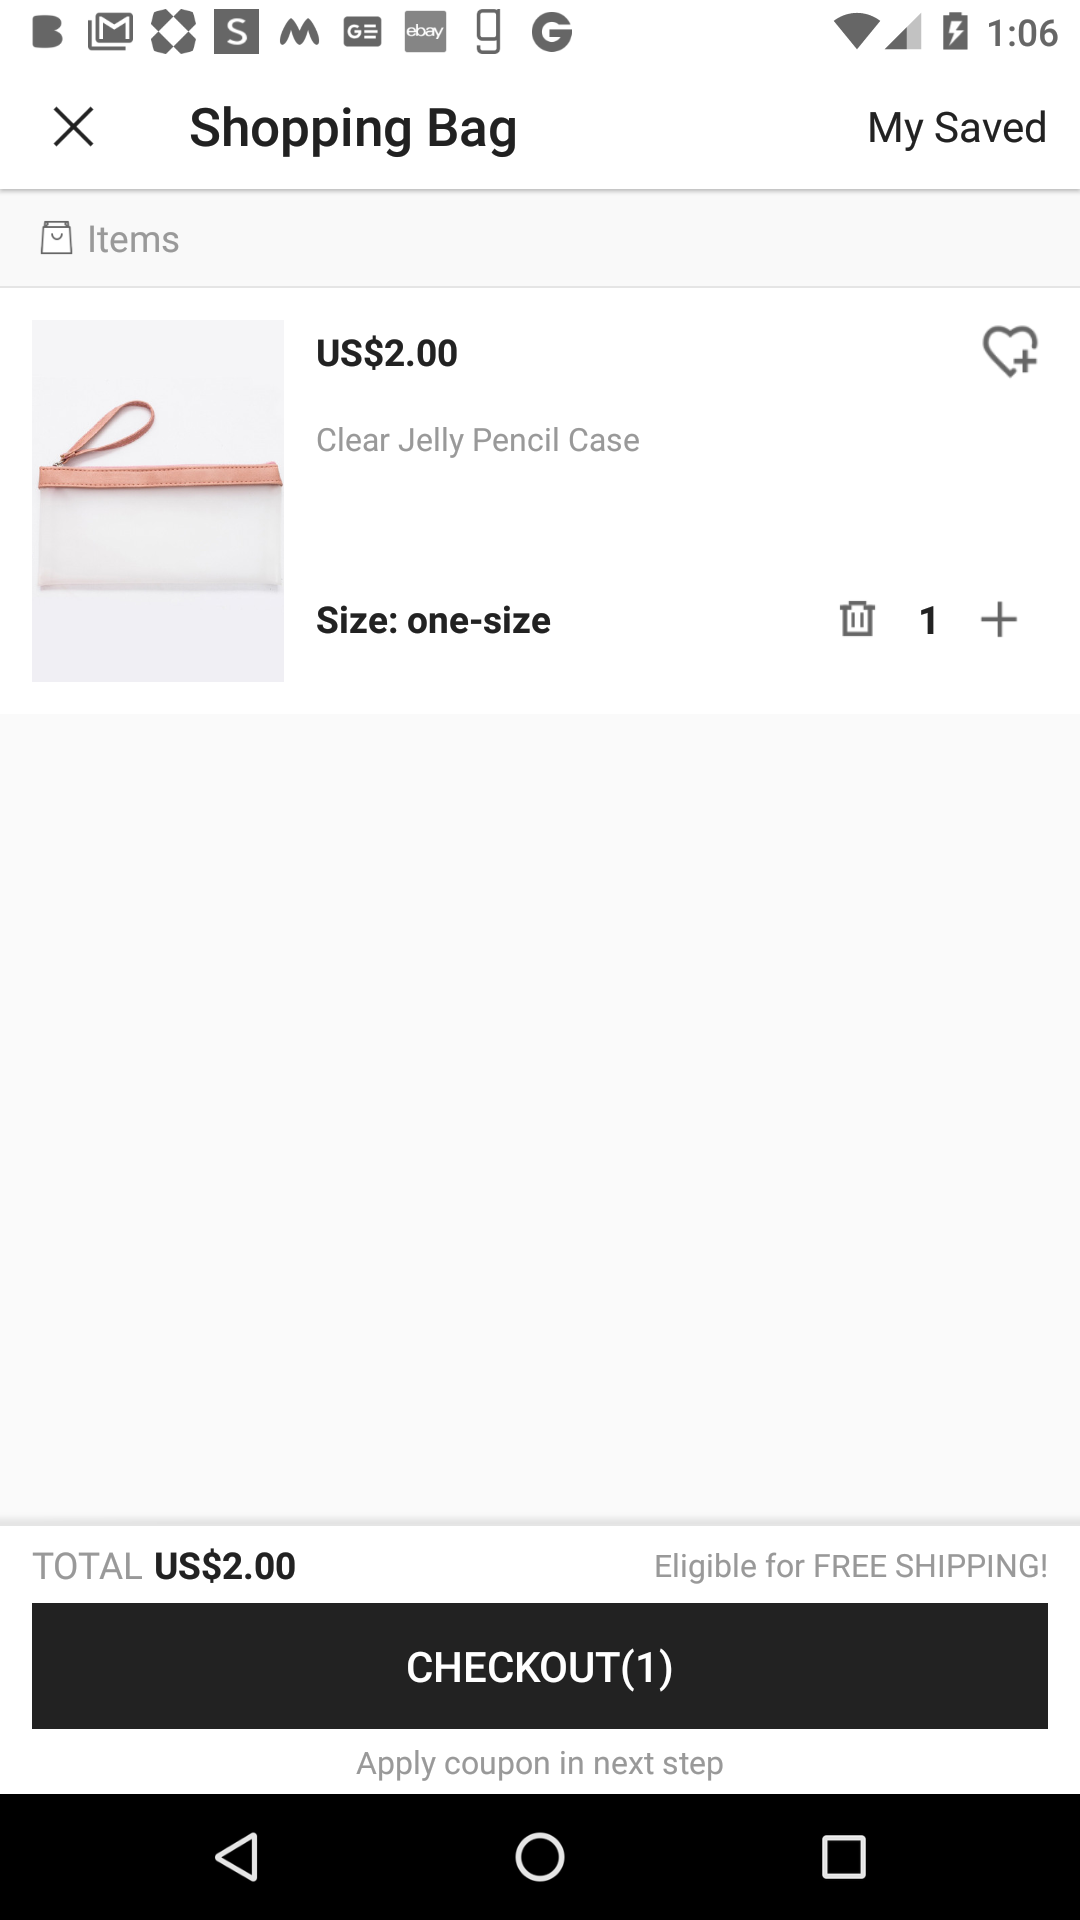 1:06
Shopping Bag
My Saved
Items
US$2.00
Clear Jelly Pencil Case
Size: one-size
1
TOTAL US$2.00
Eligible for FREE SHIPPING!
CHECKOUT(1)
Apply coupon in next step